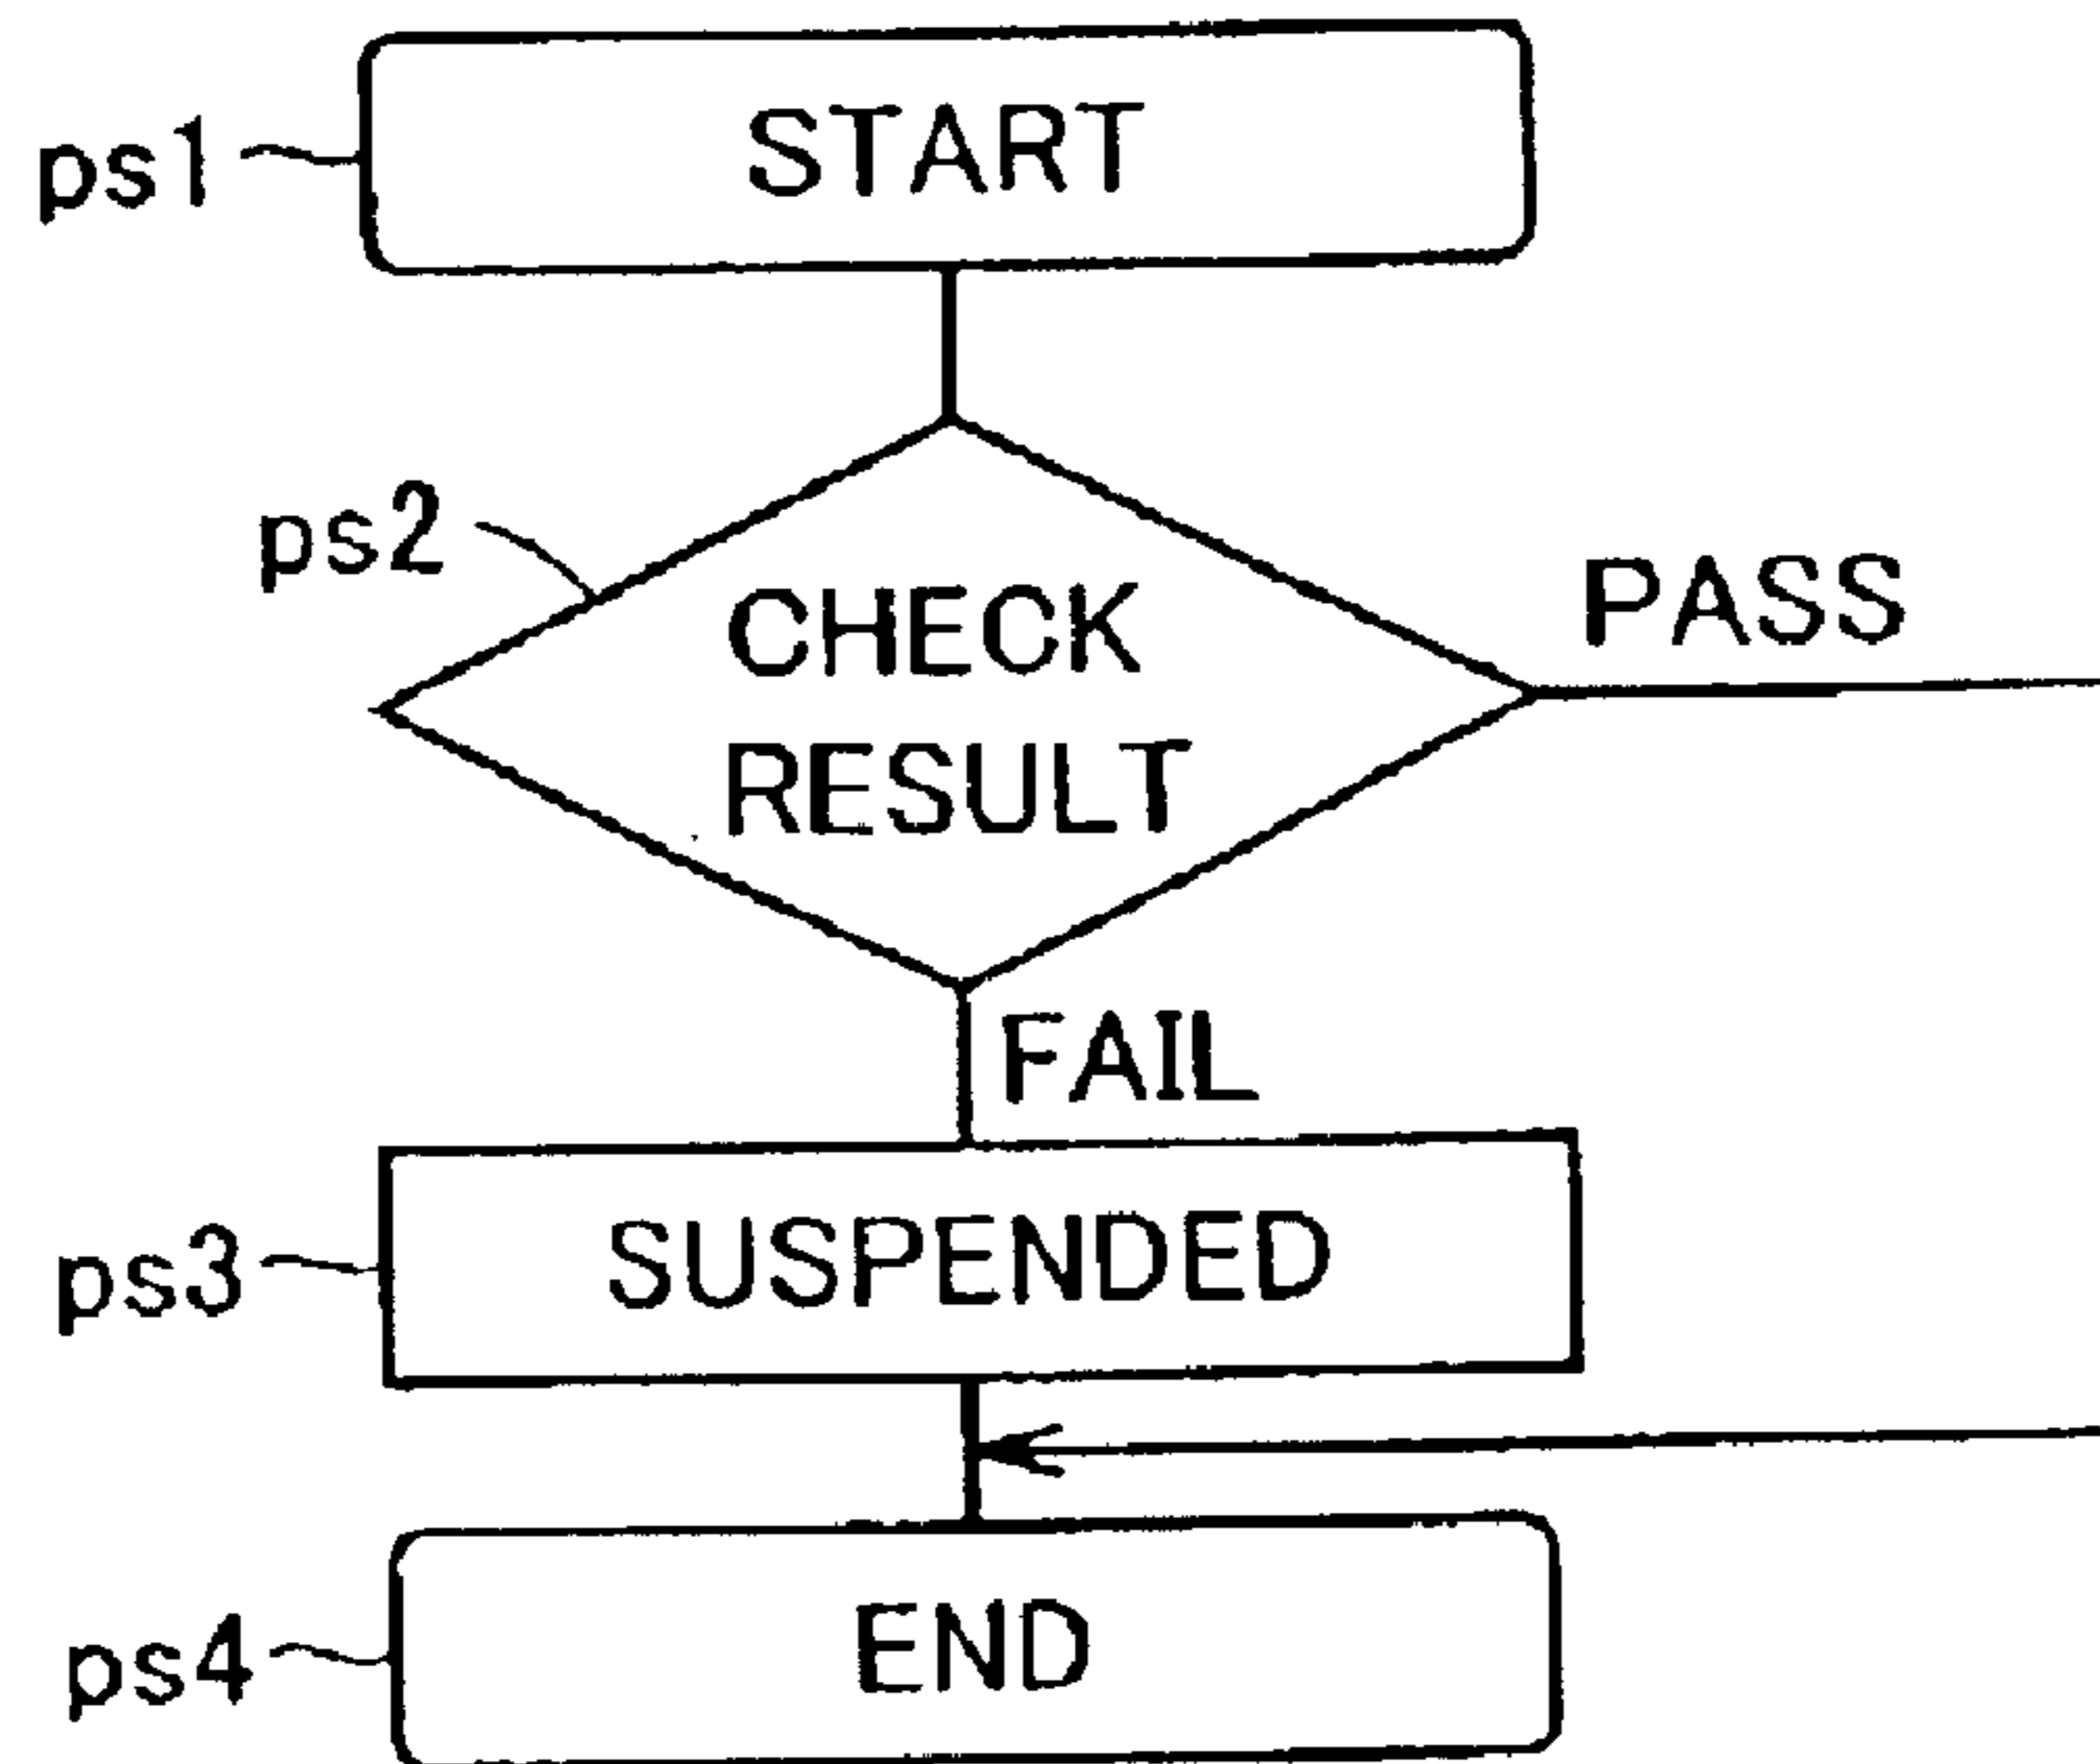 ps1
START
ps2
CHECK
RESULT
PASS
FAIL
ps3
SUSPENDED
ps4
END